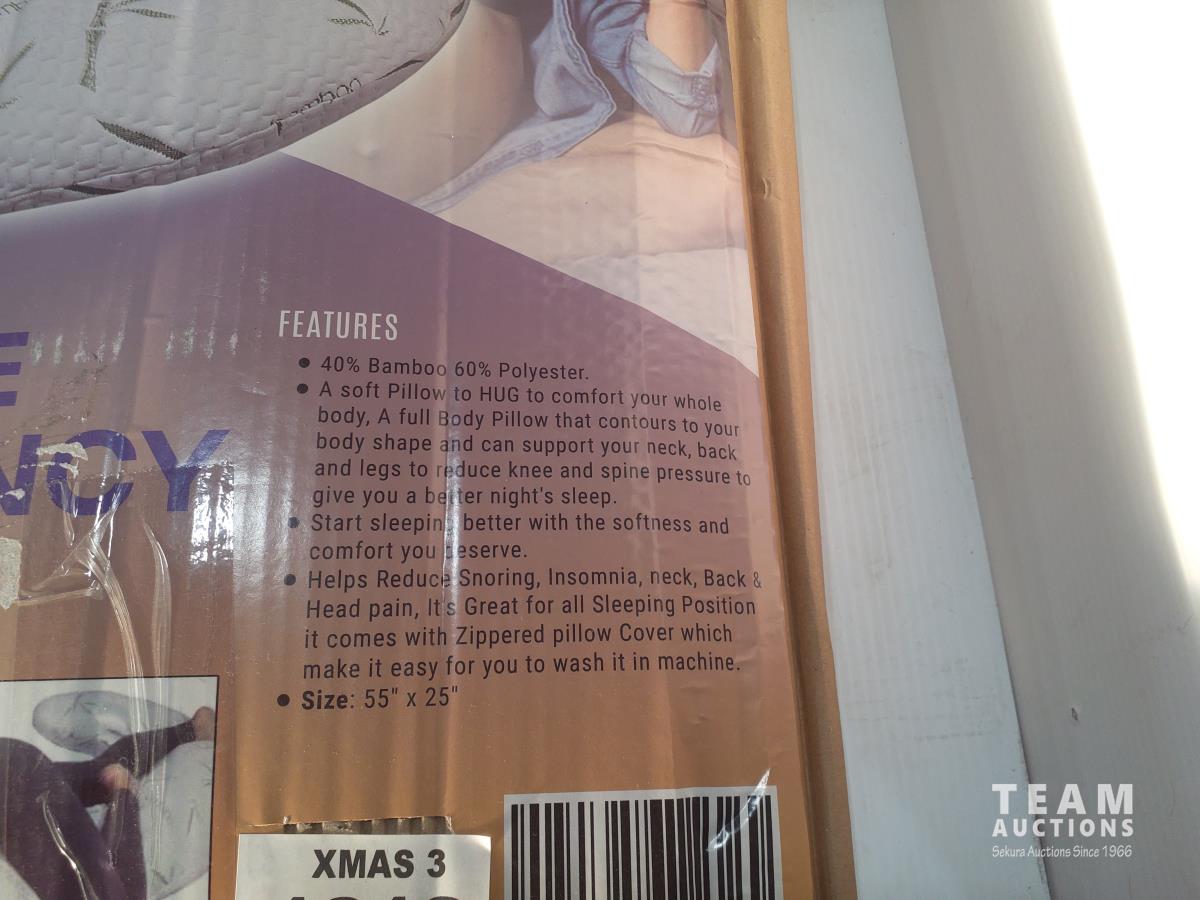 FEATURES
• 40% Bamboo 60% Polyester.
• A soft Pillow to HUG to comfort your whole
body, A full Body Pillow that contours to your
body shape and can support your neck, back
and legs to reduce knee and spine pressure to
give you a better night's sleep.
• Start sleeping better with the softness and
comfort you deserve.
• Helps Reduce Snoring, Insomnia, neck, Back &
Head pain, It's Great for all Sleeping Position
it comes with Zippered pillow Cover which
make it easy for you to wash it in machine.
• Size: 55" x 25"
XMAS 3
TEAM
AUCTIONS
Sekura Auctions Since 1966